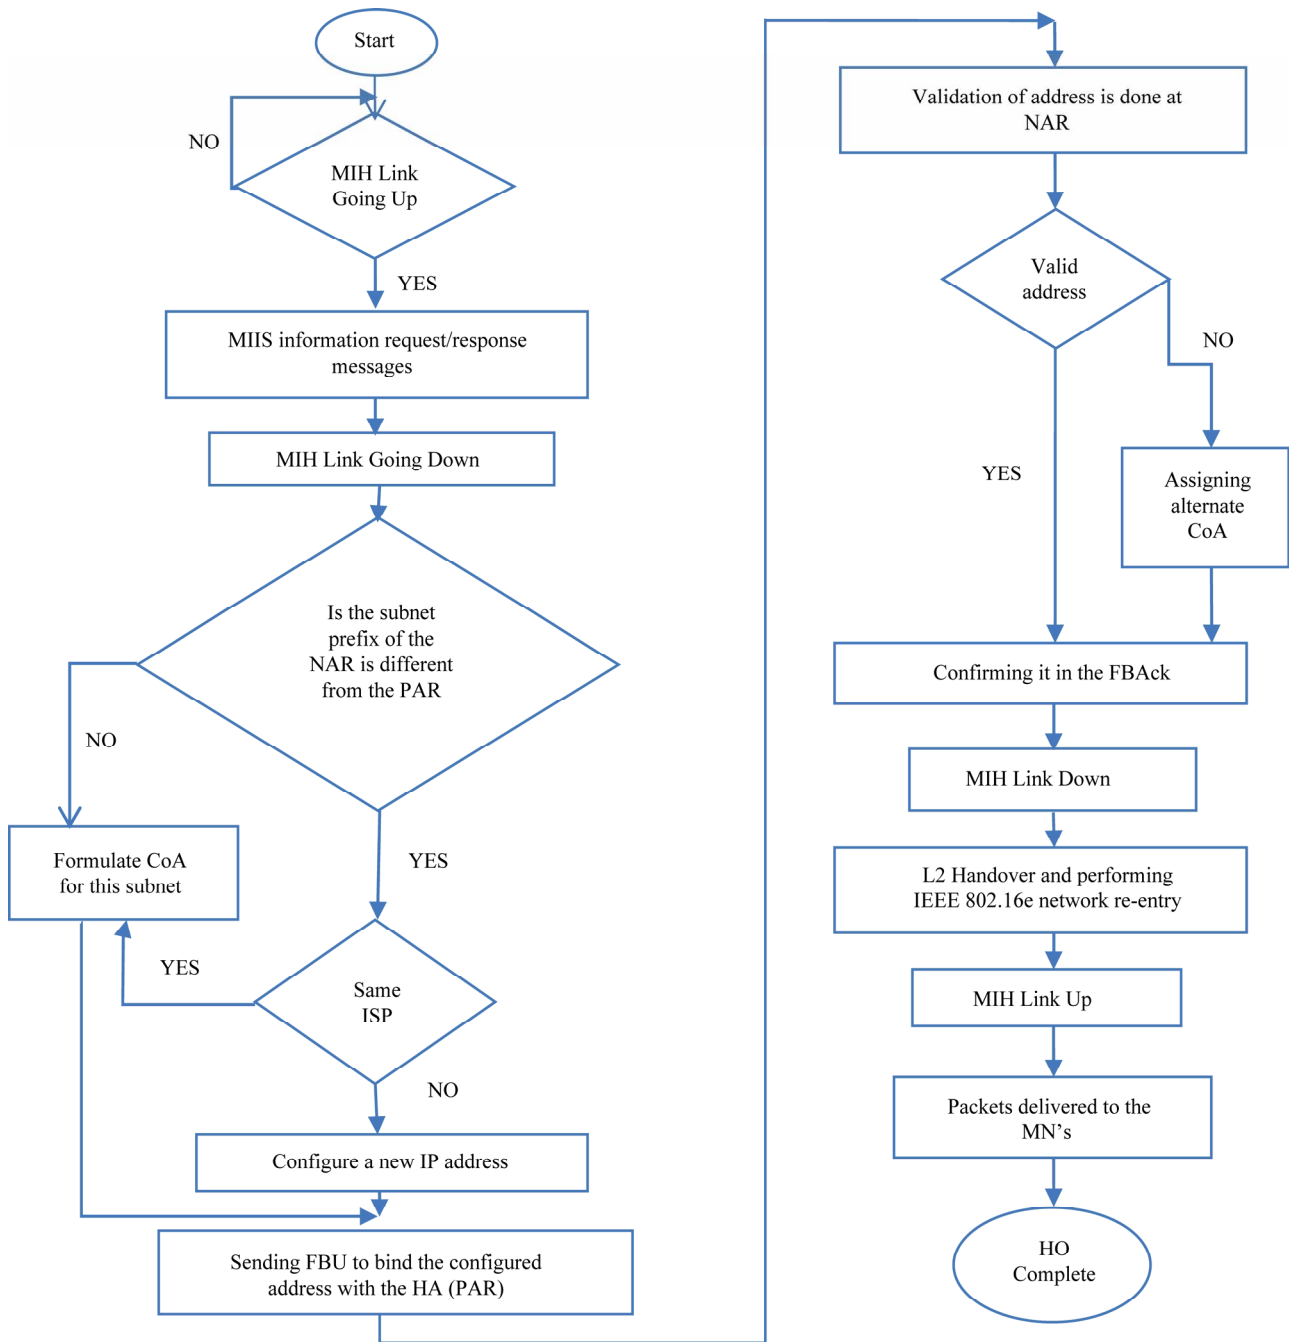 Start
NO
MIH Link
Going Up
YES
MIIS information request/response
messages
MIH Link Going Down
Is the subnet
prefix of the
NAR is different
from the PAR
NO
YES
Formulate CoA
for this subnet
YES
Same
ISP
NO
Configure a new IP address
Sending FBU to bind the configured
address with the HA (PAR)
Validation of address is done at
NAR
Valid
address
NO
YES
Assigning
alternate
CoA
Confirming it in the FBAck
MIH Link Down
L2 Handover and performing
IEEE 802.16e network re-entry
MIH Link Up
Packets delivered to the
MN’s
HO
Complete